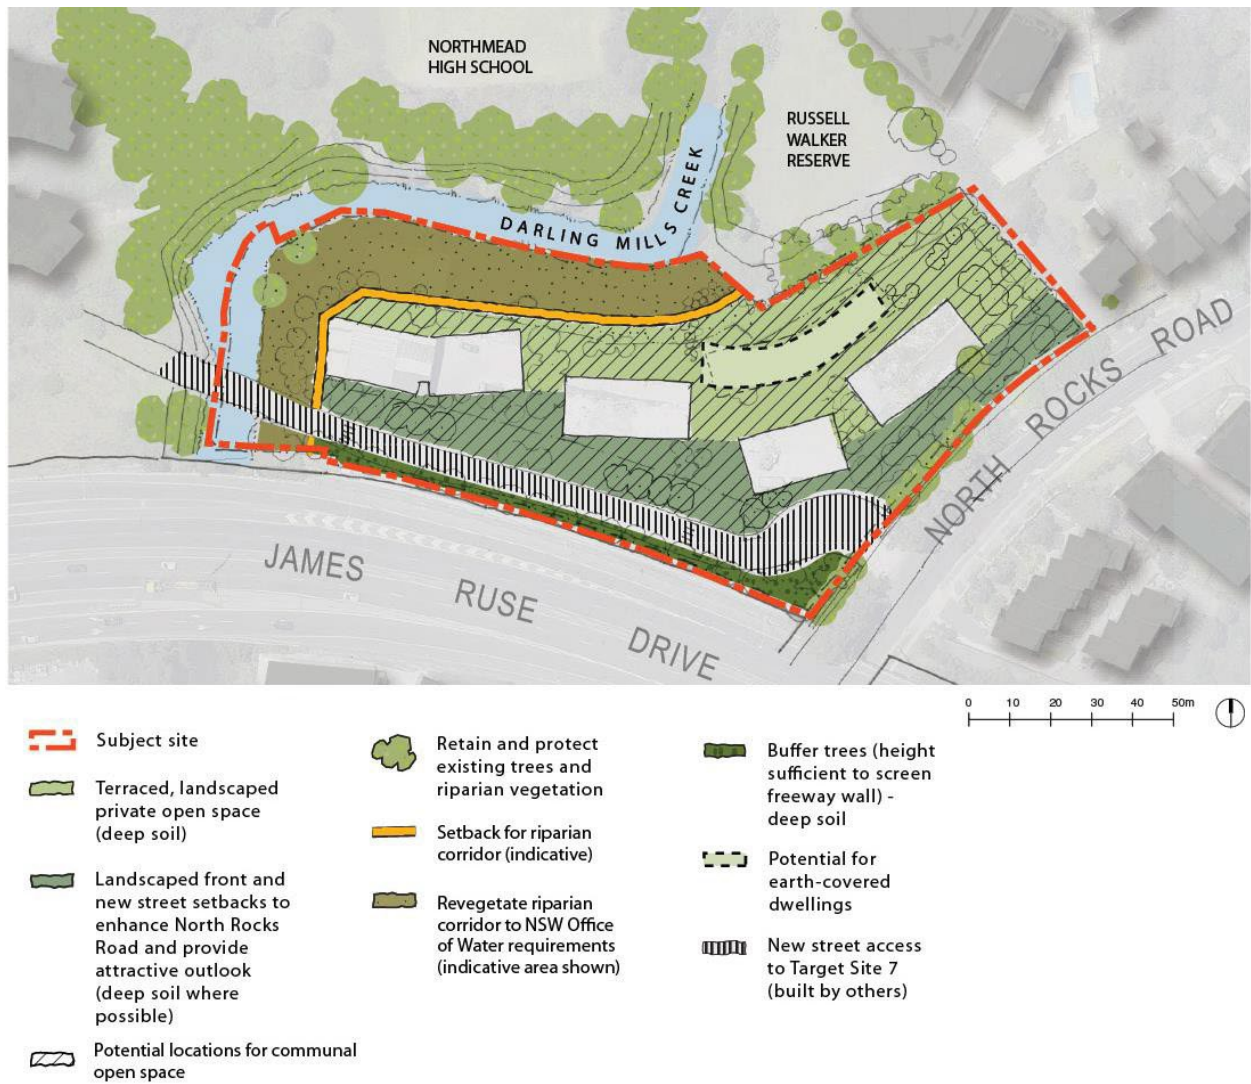 NORTHMEAD
HIGH SCHOOL
RUSSELL
WALKER
RESERVE
DARLING MILLS CREEK
NORTH ROCKS ROAD
JAMES RUSE DRIVE
0 10 20 30 40 50m
Subject site
Terraced, landscaped
private open space
(deep soil)
Landscaped front and
new street setbacks to
enhance North Rocks
Road and provide
attractive outlook
(deep soil where
possible)
Potential locations for communal
open space
Retain and protect
existing trees and
riparian vegetation
Setback for riparian
corridor (indicative)
Revegetate riparian
corridor to NSW Office
of Water requirements
(indicative area shown)
Buffer trees (height
sufficient to screen
freeway wall) -
deep soil
Potential for
earth-covered
dwellings
New street access
to Target Site 7
(built by others)